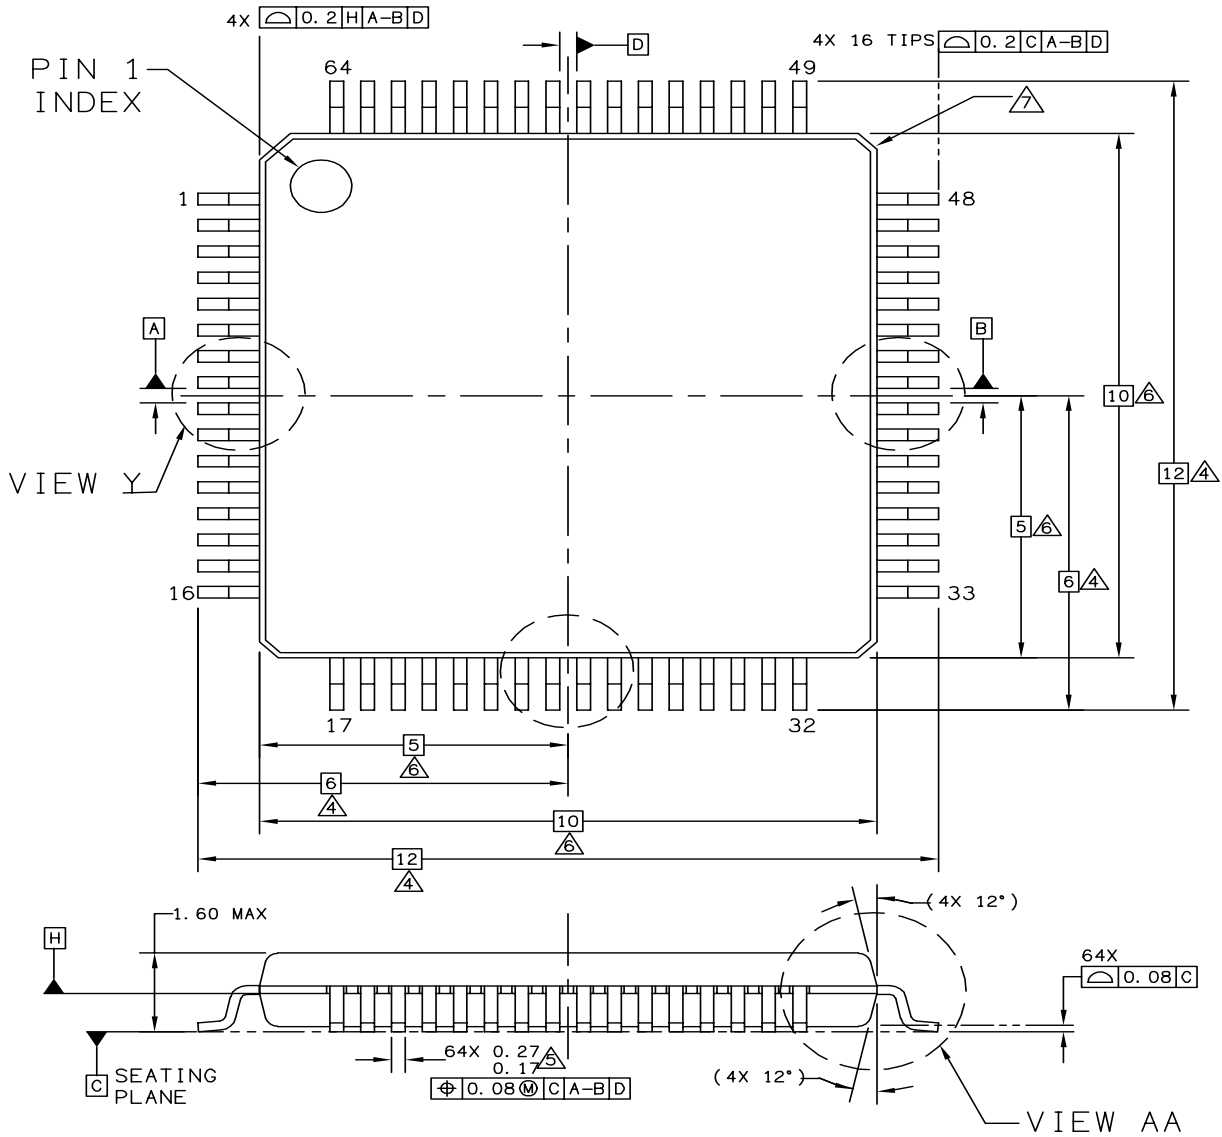 4X ⌓ 0.2 H A-B D
D
4X 16 TIPS ⌓ 0.2 C A-B D
PIN 1
INDEX
64
49
7
1
48
A
B
10 6
VIEW Y
12 4
5 6
6 4
16
33
17
32
5
6
6
4
10
6
12
4
1.60 MAX
(4X 12°)
H
64X
⌓ 0.08 C
64X 0.27
0.17
5
⌖ 0.08 Ⓜ C A-B D
(4X 12°)
C SEATING
PLANE
VIEW AA